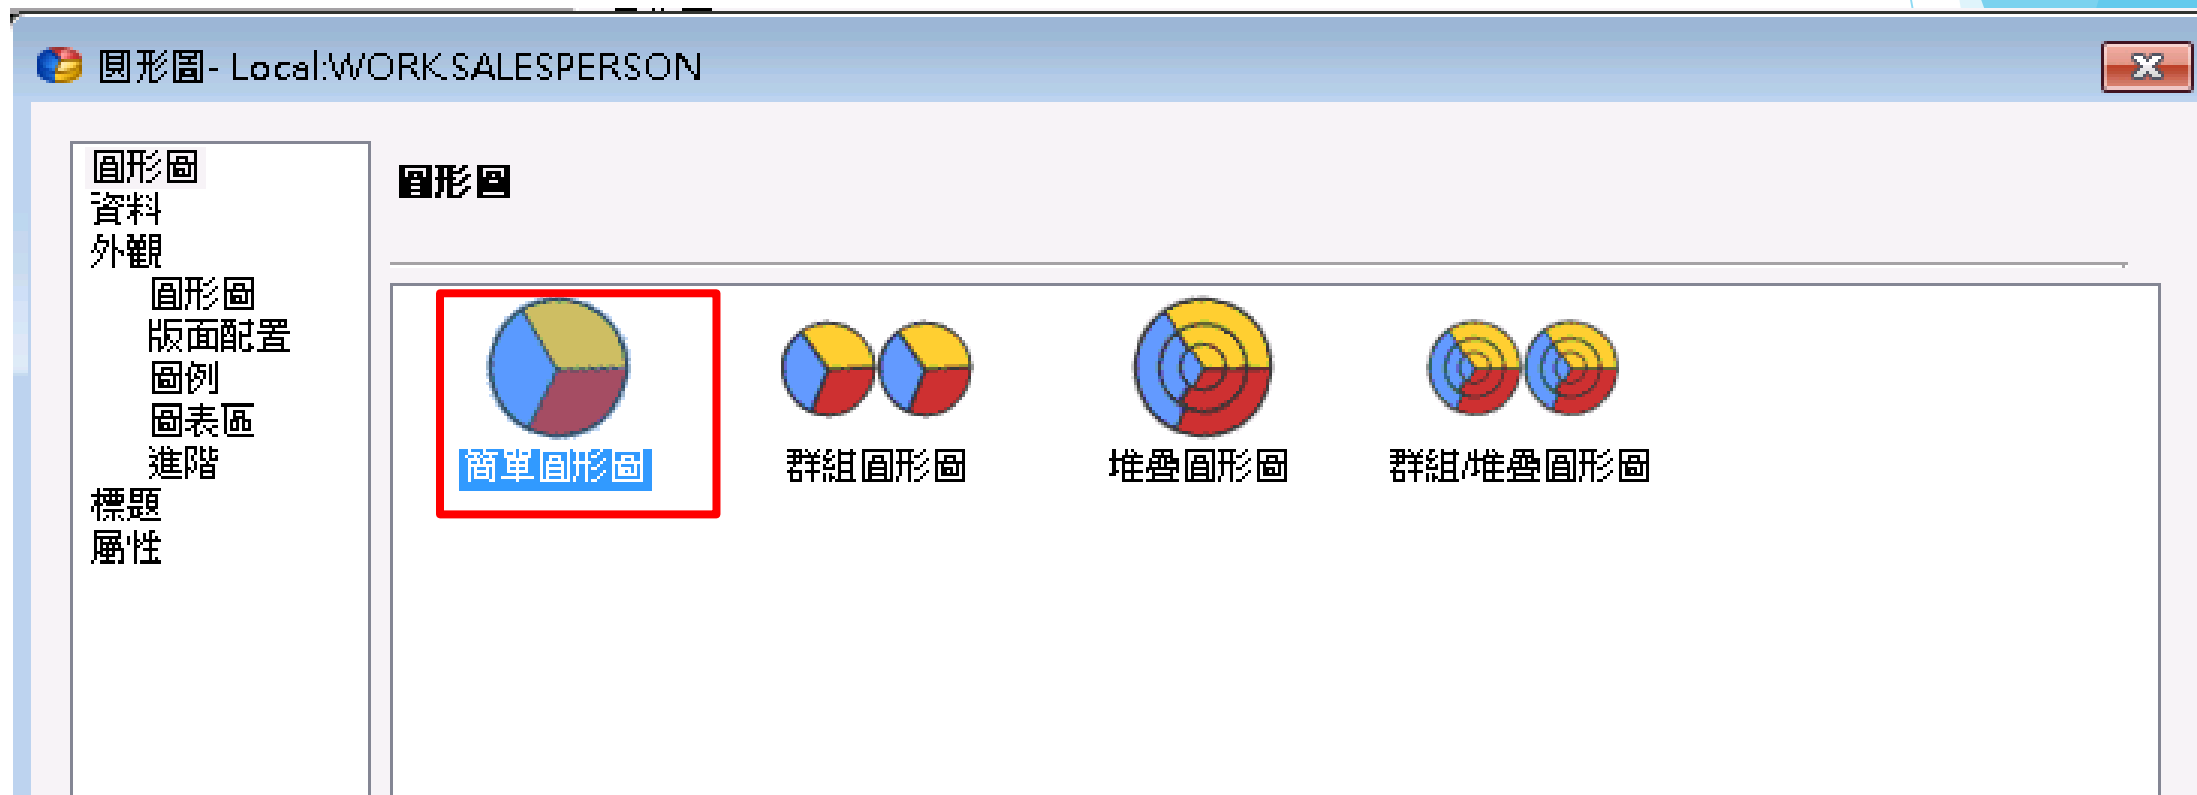 圓形圖- Local:WORK.SALESPERSON
圓形圖
資料
外觀
圓形圖
版面配置
圖例
圖表區
進階
標題
屬性
圓形圖
簡單圓形圖
群組圓形圖
堆疊圓形圖
群組/堆疊圓形圖